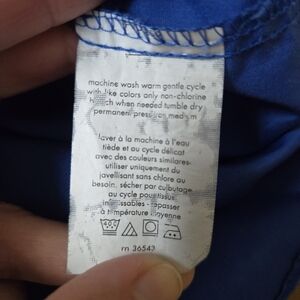 machine wash warm gentle cycle
with like colors only non-chlorine
when needed tumble dry
permanent press medium
laver à la machine à l'eau
tiède et au cycle délicat
avec des couleurs similaires-
utiliser uniquement du
javellisant sans chlore au
besoin. sécher par culbutage
au cycle pour tissus
repasser
à température moyenne
rn 36543